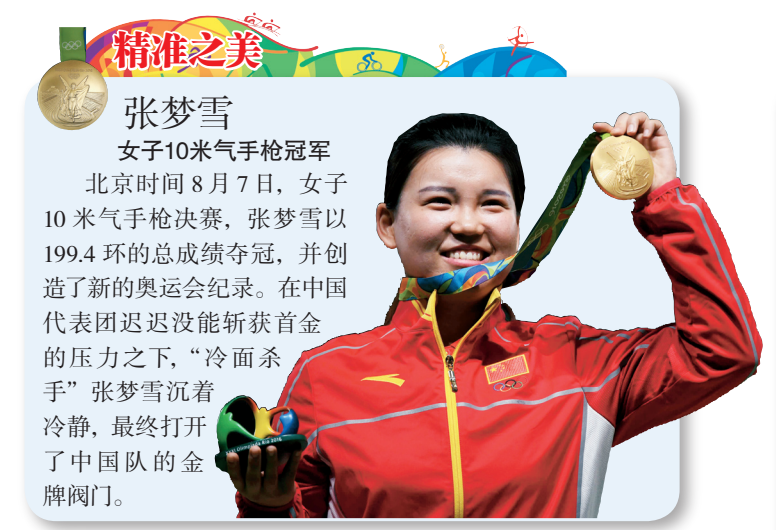 精准之美
张梦雪
女子10米气手枪冠军
北京时间8月7日，女子
10米气手枪决赛，张梦雪以
199.4环的总成绩夺冠，并创
造了新的奥运会纪录。在中国
代表团迟迟没能斩获首金
的压力之下，“冷面杀
手”张梦雪沉着
冷静，最终打开
了中国队的金
牌阀门。